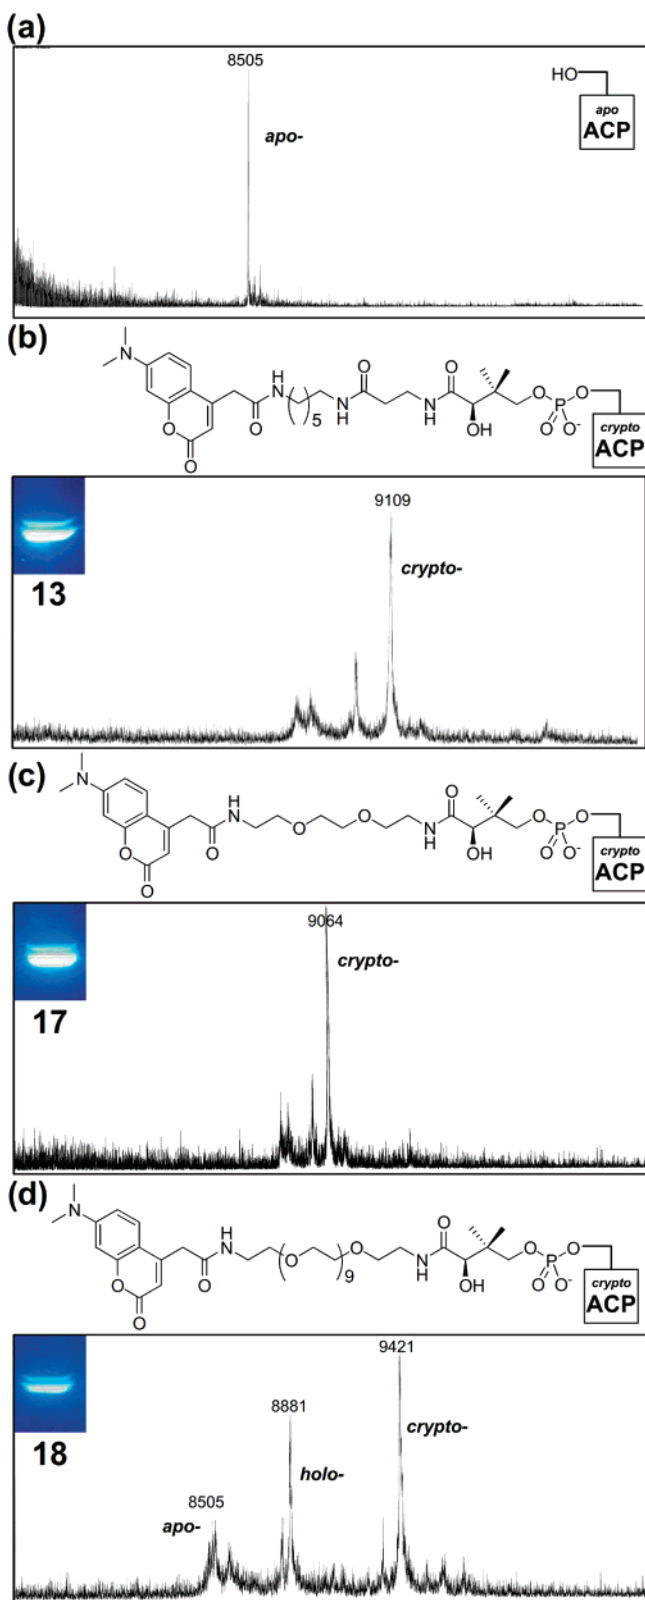 (a)
8505
apo-
HO
apo
ACP
(b)
N
O
O
O
H
N
5
N
H
O
N
H
O
OH
O
P
O
O
O-
crypto
ACP
9109
crypto-
13
(c)
N
O
O
O
H
N
O
O
N
H
O
OH
O
P
O
O
O-
crypto
ACP
9064
crypto-
17
(d)
N
O
O
O
H
N
O
9
O
N
H
O
OH
O
P
O
O
O-
crypto
ACP
9421
crypto-
8881
holo-
8505
apo-
18